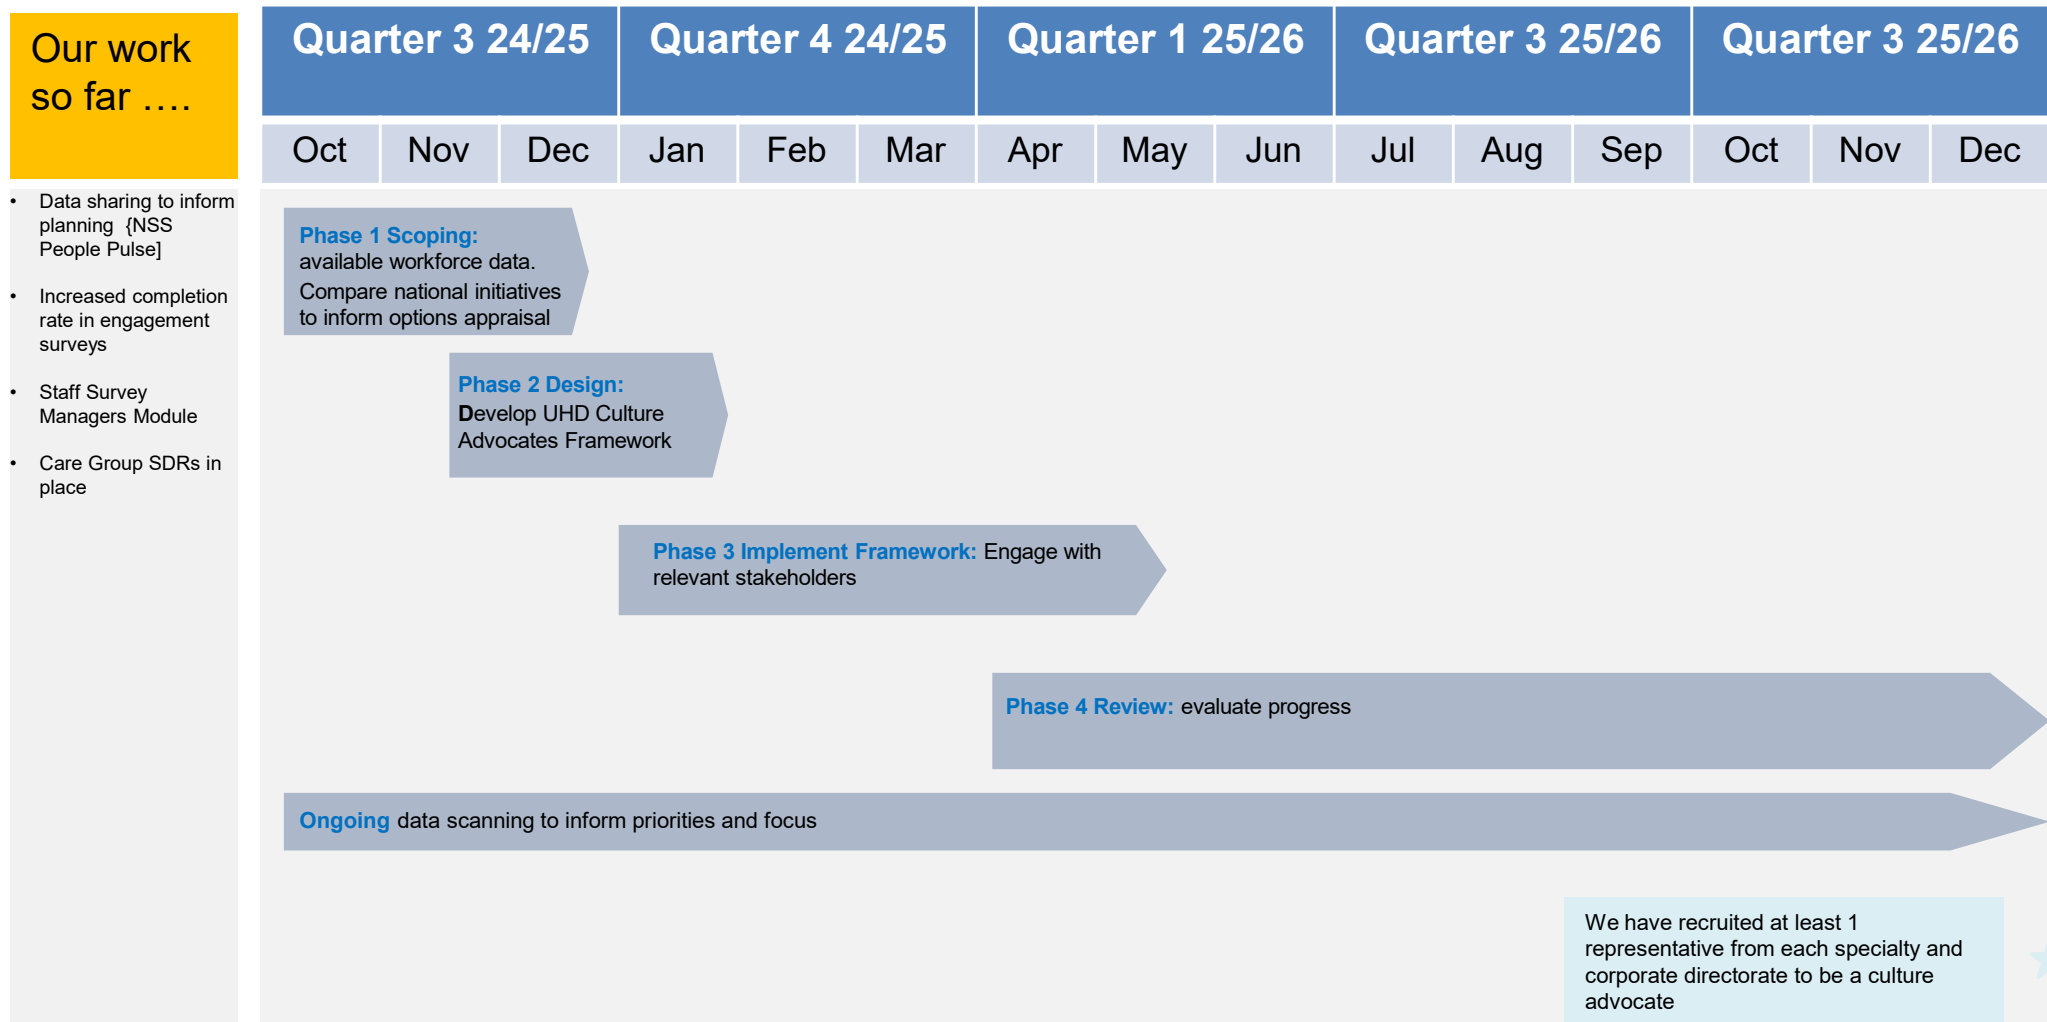 Our work
so far ....
Quarter 3 24/25
Quarter 4 24/25
Quarter 1 25/26
Quarter 3 25/26
Quarter 3 25/26
Oct
Nov
Dec
Jan
Feb
Mar
Apr
May
Jun
Jul
Aug
Sep
Oct
Nov
Dec
• Data sharing to inform
planning {NSS
People Pulse]
• Increased completion
rate in engagement
surveys
• Staff Survey
Managers Module
• Care Group SDRs in
place
Phase 1 Scoping:
available workforce data.
Compare national initiatives
to inform options appraisal
Phase 2 Design:
Develop UHD Culture
Advocates Framework
Phase 3 Implement Framework: Engage with
relevant stakeholders
Phase 4 Review: evaluate progress
Ongoing data scanning to inform priorities and focus
We have recruited at least 1
representative from each specialty and
corporate directorate to be a culture
advocate